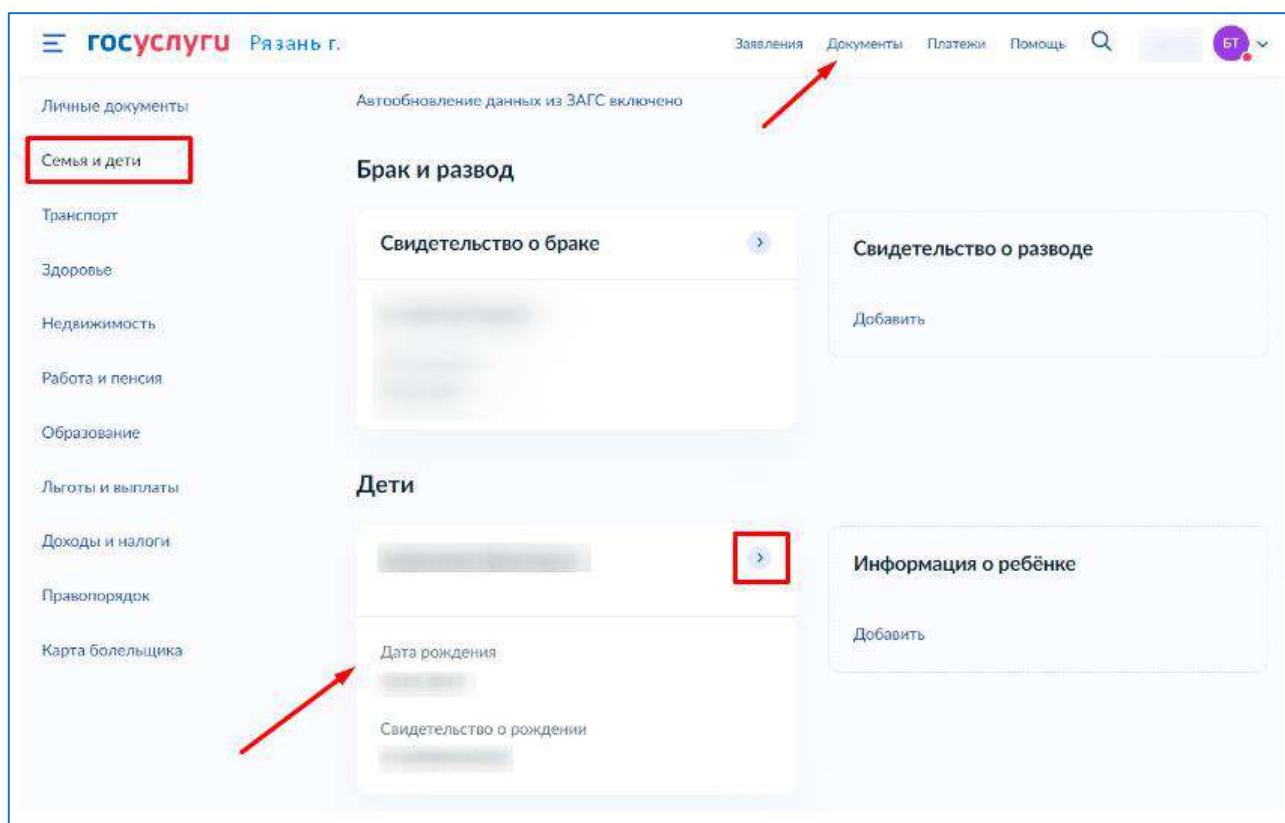 госуслуги Рязань г. Заявления Документы Платежи Помощь БТ
Личные документы
Семья и дети
Транспорт
Здоровье
Недвижимость
Работа и пенсия
Образование
Льготы и выплаты
Доходы и налоги
Правопорядок
Карта болельщика
Автообновление данных из ЗАГС включено
Брак и развод
Свидетельство о браке
Свидетельство о разводе
Добавить
Дети
Дата рождения
Свидетельство о рождении
Информация о ребёнке
Добавить